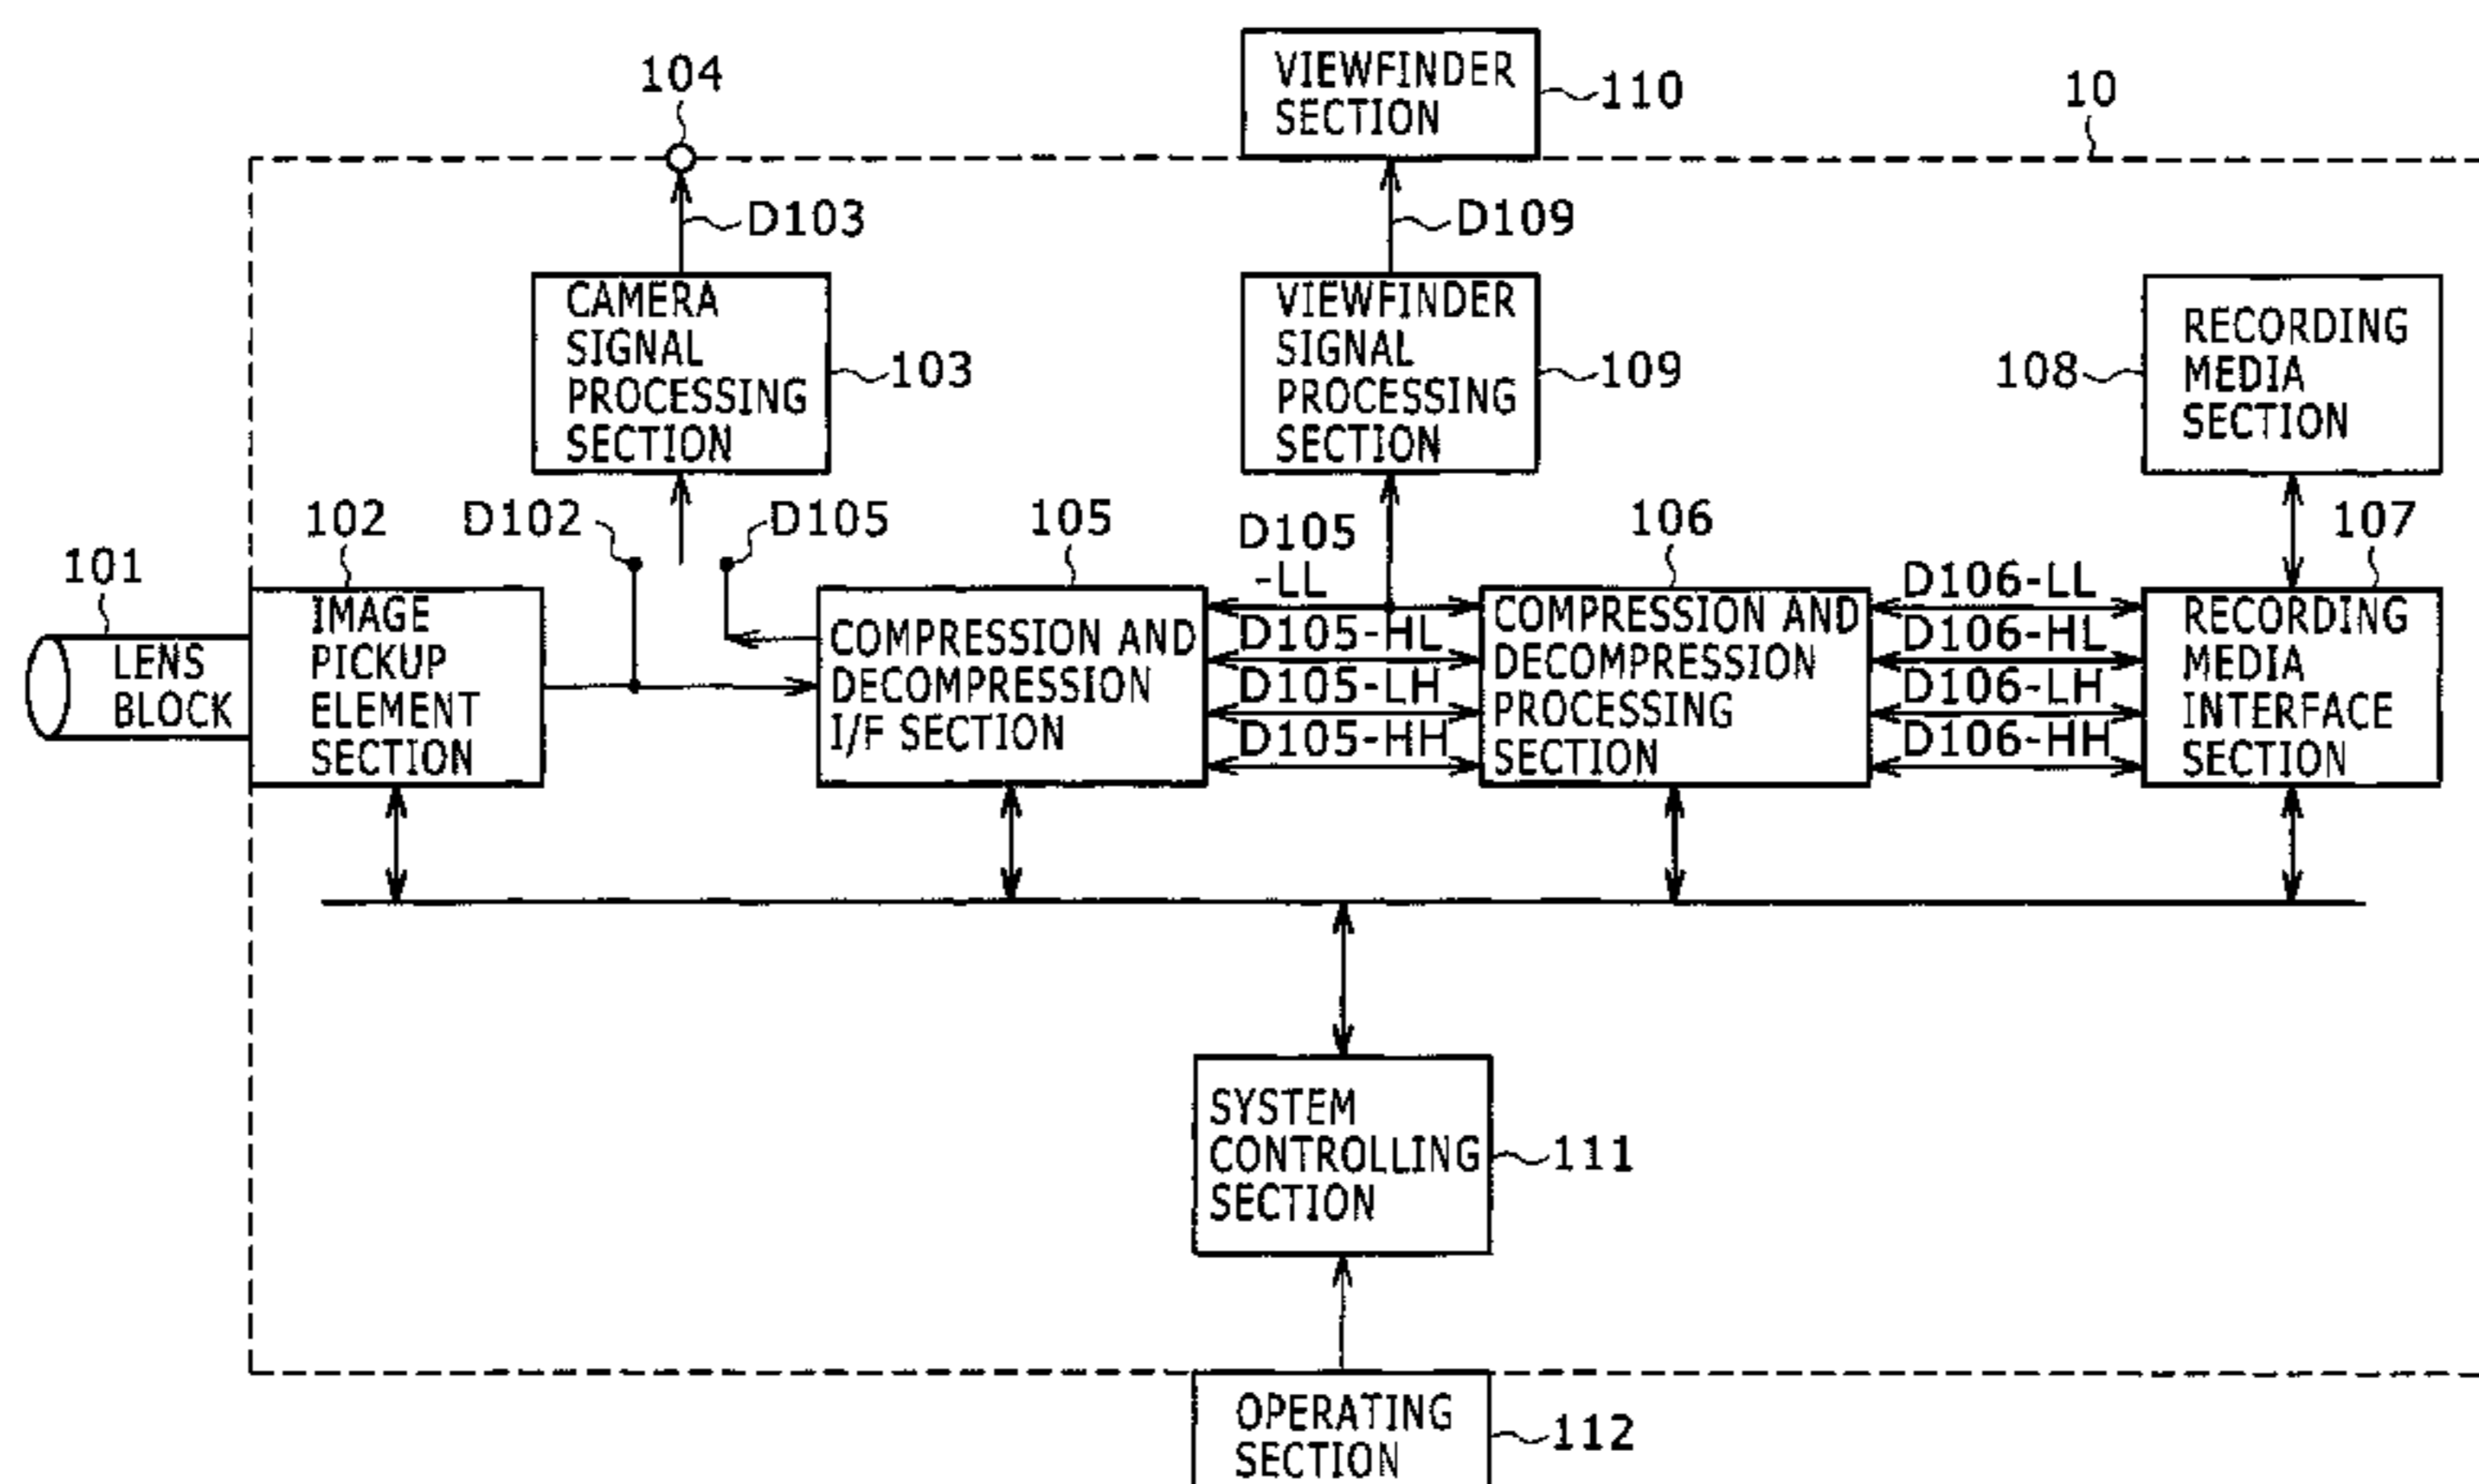 104
VIEWFINDER
SECTION
110
10
D103
D109
CAMERA
SIGNAL
PROCESSING
SECTION
103
VIEWFINDER
SIGNAL
PROCESSING
SECTION
109
108
RECORDING
MEDIA
SECTION
101
LENS
BLOCK
102
IMAGE
PICKUP
ELEMENT
SECTION
D102
D105
105
COMPRESSION AND
DECOMPRESSION
I/F SECTION
D105
-LL
D105-HL
D105-LH
D105-HH
106
COMPRESSION AND
DECOMPRESSION
PROCESSING
SECTION
D106-LL
D106-HL
D106-LH
D106-HH
107
RECORDING
MEDIA
INTERFACE
SECTION
SYSTEM
CONTROLLING
SECTION
111
OPERATING
SECTION
112